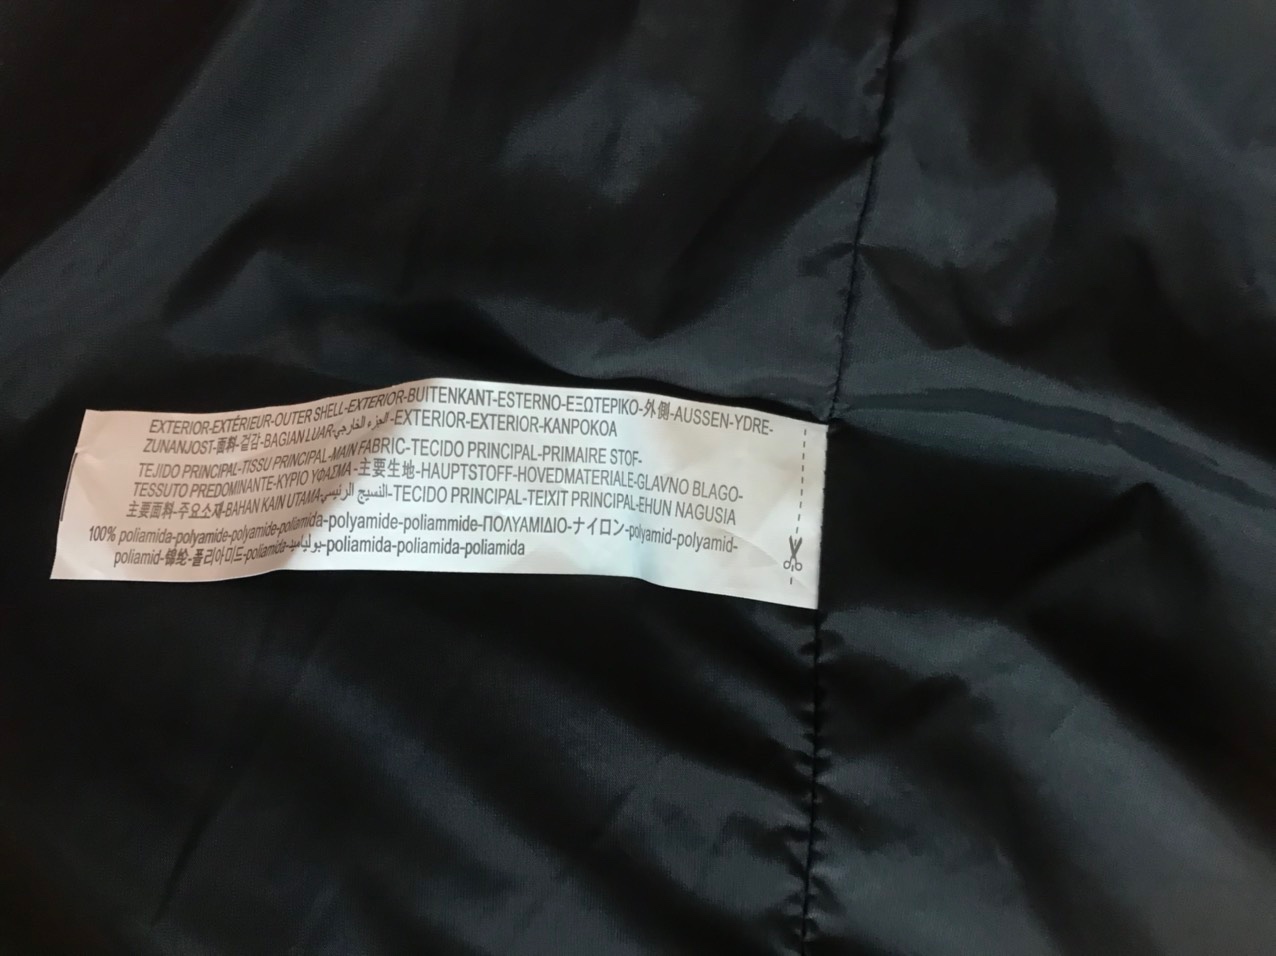 EXTERIOR-EXTÉRIEUR-OUTER SHELL-EXTERIOR-BUITENKANT-ESTERNO-ΕΞΩΤΕΡΙΚΟ-外側-AUSSEN-YDRE-
ZUNANJOST-面料-겉감-BAGIAN LUAR-الجزء الخارجي-EXTERIOR-EXTERIOR-KANPOKOA
TEJIDO PRINCIPAL-TISSU PRINCIPAL-MAIN FABRIC-TECIDO PRINCIPAL-PRIMAIRE STOF-
TESSUTO PREDOMINANTE-ΚΥΡΙΟ ΥΦΑΣΜΑ-主要生地-HAUPTSTOFF-HOVEDMATERIALE-GLAVNO BLAGO-
主要面料-주요소재-BAHAN KAIN UTAMA-النسيج الرئيسي-TECIDO PRINCIPAL-TEIXIT PRINCIPAL-EHUN NAGUSIA
100% poliamida-polyamide-polyamide-poliamida-polyamide-poliammide-ΠΟΛΥΑΜΙΔΙΟ-ナイロン-polyamid-polyamid-
poliamid-锦纶-폴리아미드-poliamida-بولياميد-poliamida-poliamida-poliamida